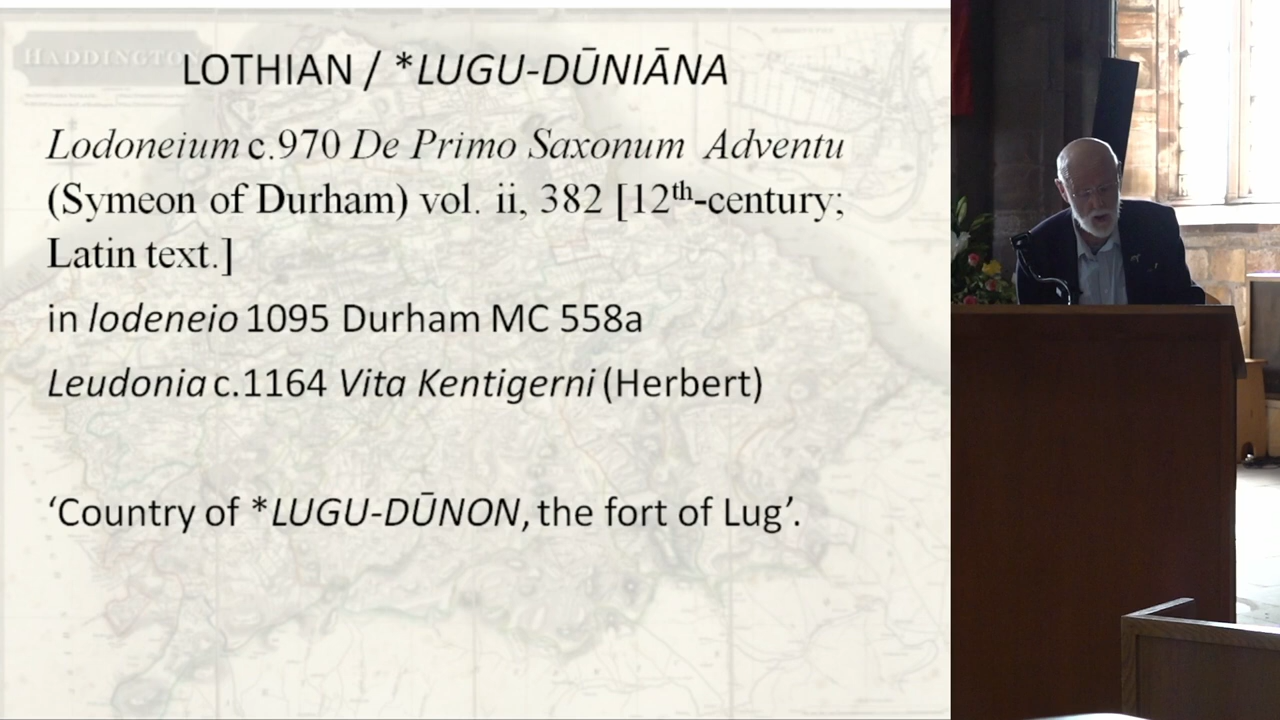 HADDINGTON
LOTHIAN / *LUGU-DŪNIĀNA
Lodoneium c.970 De Primo Saxonum Adventu
(Symeon of Durham) vol. ii, 382 [12th-century;
Latin text.]
in lodeneio 1095 Durham MC 558a
Leudonia c.1164 Vita Kentigerni (Herbert)
‘Country of *LUGU-DŪNON, the fort of Lug’.